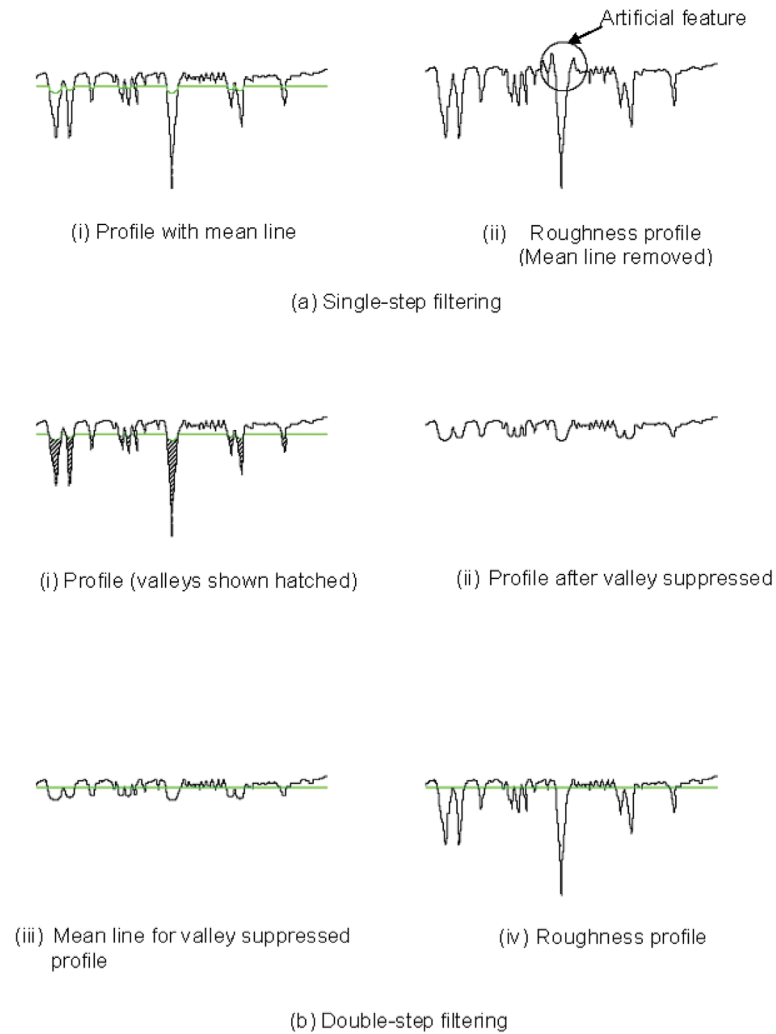 Artificial feature
(i) Profile with mean line
(ii) Roughness profile
(Mean line removed)
(a) Single-step filtering
(i) Profile (valleys shown hatched)
(ii) Profile after valley suppressed
(iii) Mean line for valley suppressed
profile
(iv) Roughness profile
(b) Double-step filtering